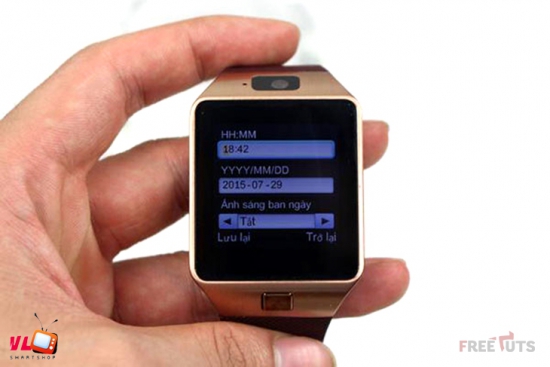 HH:MM
18:42
YYYY/MM/DD
2015-07-29
Ánh sáng ban ngày
Tắt
Lưu lại Trở lại
VL
SMARTSHOP
FREETUTS